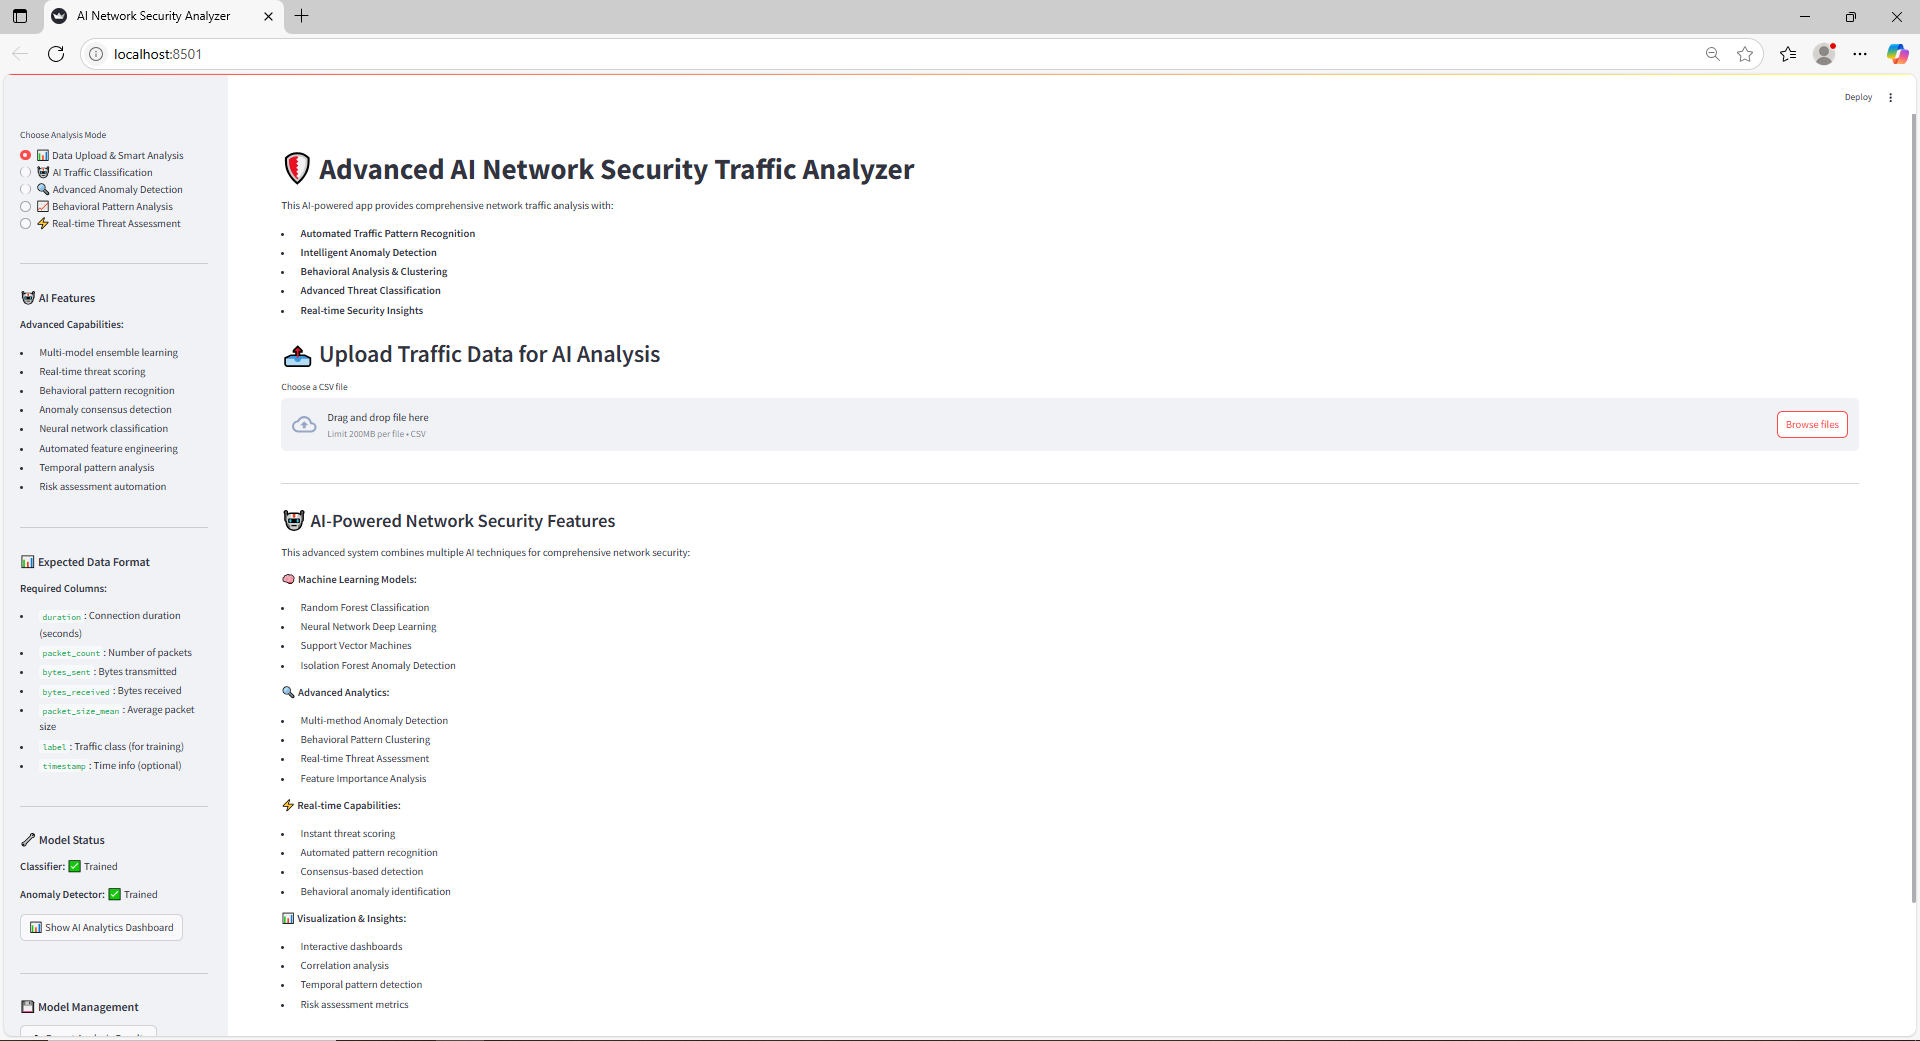 AI Network Security Analyzer
localhost:8501
Deploy
Choose Analysis Mode
Data Upload & Smart Analysis
AI Traffic Classification
Advanced Anomaly Detection
Behavioral Pattern Analysis
Real-time Threat Assessment
AI Features
Advanced Capabilities:
Multi-model ensemble learning
Real-time threat scoring
Behavioral pattern recognition
Anomaly consensus detection
Neural network classification
Automated feature engineering
Temporal pattern analysis
Risk assessment automation
Expected Data Format
Required Columns:
duration : Connection duration
(seconds)
packet_count : Number of packets
bytes_sent : Bytes transmitted
bytes_received : Bytes received
packet_size_mean : Average packet
size
label : Traffic class (for training)
timestamp : Time info (optional)
Model Status
Classifier: ✅ Trained
Anomaly Detector: ✅ Trained
Show AI Analytics Dashboard
Model Management
Advanced AI Network Security Traffic Analyzer
This AI-powered app provides comprehensive network traffic analysis with:
Automated Traffic Pattern Recognition
Intelligent Anomaly Detection
Behavioral Analysis & Clustering
Advanced Threat Classification
Real-time Security Insights
Upload Traffic Data for AI Analysis
Choose a CSV file
Drag and drop file here
Limit 200MB per file • CSV
Browse files
AI-Powered Network Security Features
This advanced system combines multiple AI techniques for comprehensive network security:
Machine Learning Models:
Random Forest Classification
Neural Network Deep Learning
Support Vector Machines
Isolation Forest Anomaly Detection
Advanced Analytics:
Multi-method Anomaly Detection
Behavioral Pattern Clustering
Real-time Threat Assessment
Feature Importance Analysis
Real-time Capabilities:
Instant threat scoring
Automated pattern recognition
Consensus-based detection
Behavioral anomaly identification
Visualization & Insights:
Interactive dashboards
Correlation analysis
Temporal pattern detection
Risk assessment metrics